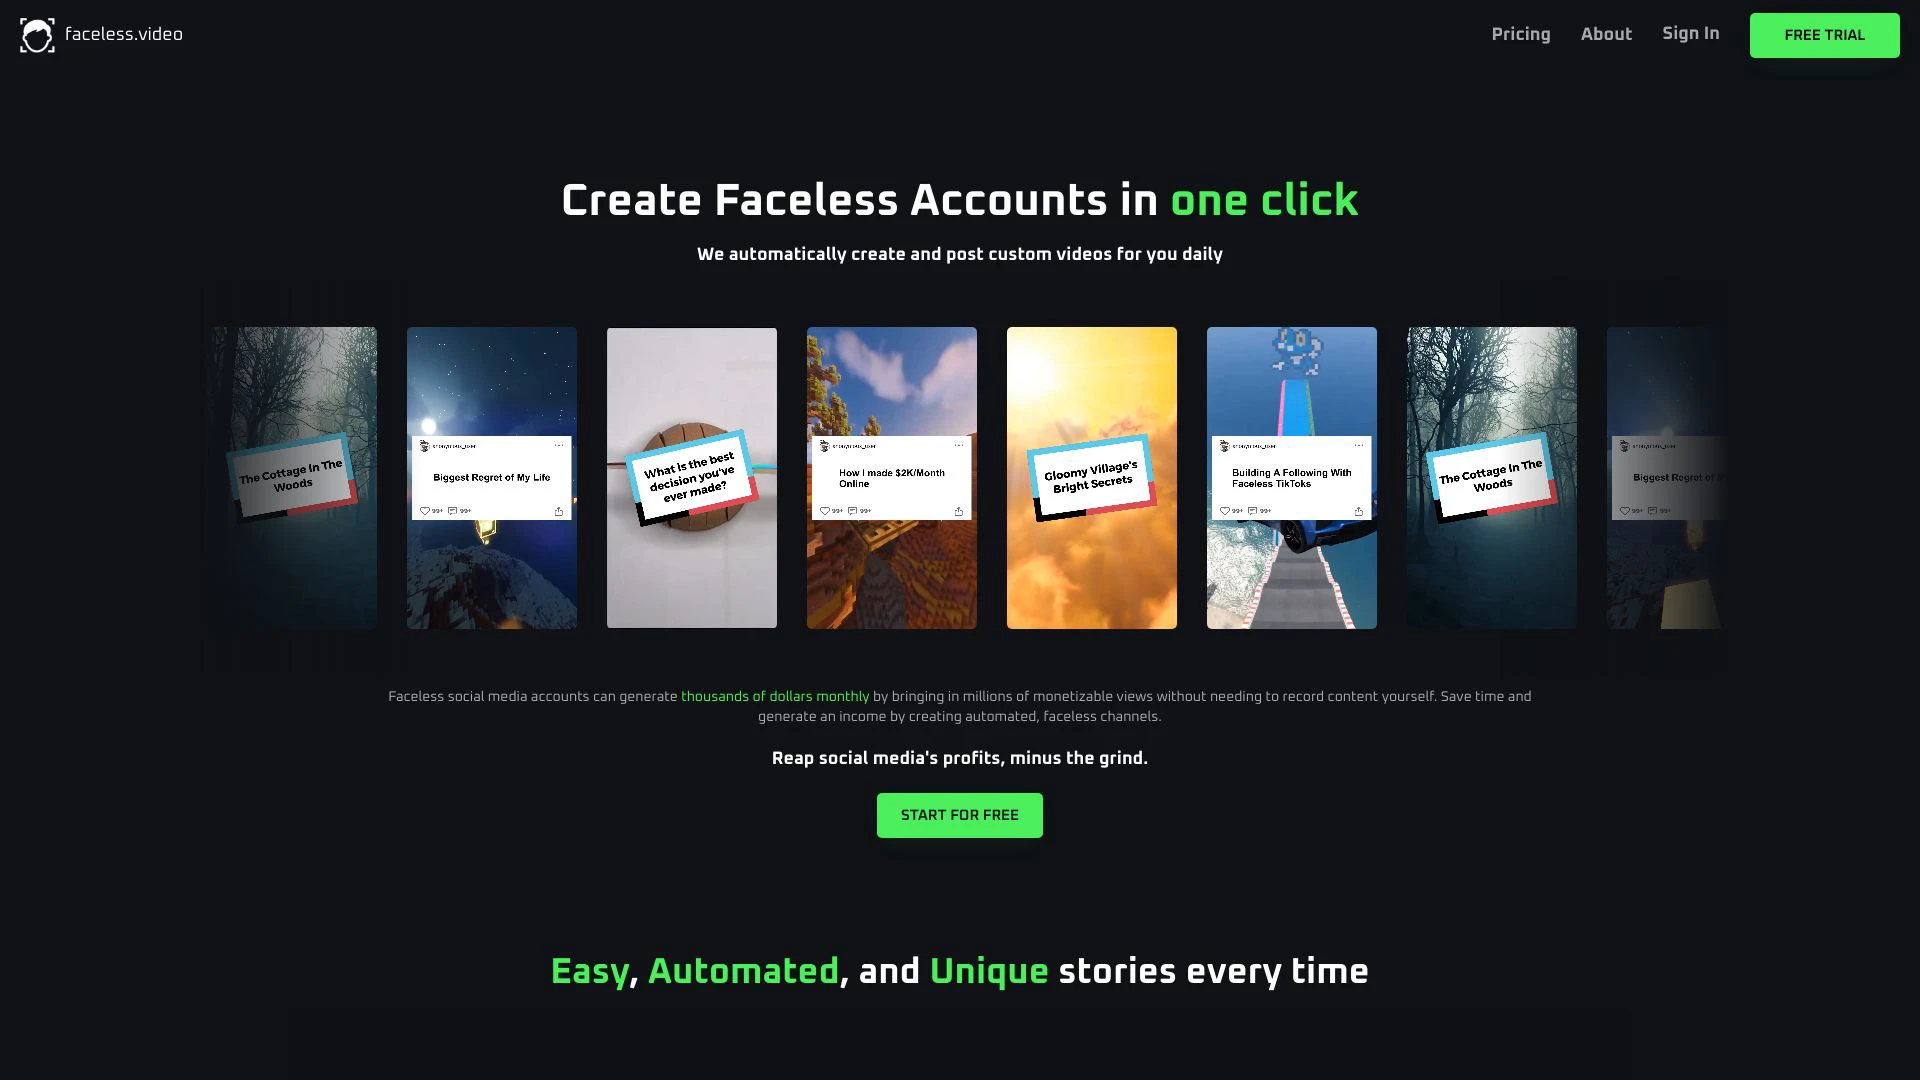 faceless.video
Pricing
About
Sign In
FREE TRIAL
Create Faceless Accounts in one click
We automatically create and post custom videos for you daily
The Cottage In The
Woods
anonymous_user
Biggest Regret of My Life
99+ 99+
What is the best
decision you've
ever made?
anonymous_user
How I made $2K/Month
Online
99+ 99+
Gloomy Village's
Bright Secrets
anonymous_user
Building A Following With
Faceless TikToks
99+ 99+
The Cottage In The
Woods
anonymous_user
Biggest Regret of
99+ 99+
Faceless social media accounts can generate thousands of dollars monthly by bringing in millions of monetizable views without needing to record content yourself. Save time and
generate an income by creating automated, faceless channels.
Reap social media's profits, minus the grind.
START FOR FREE
Easy, Automated, and Unique stories every time